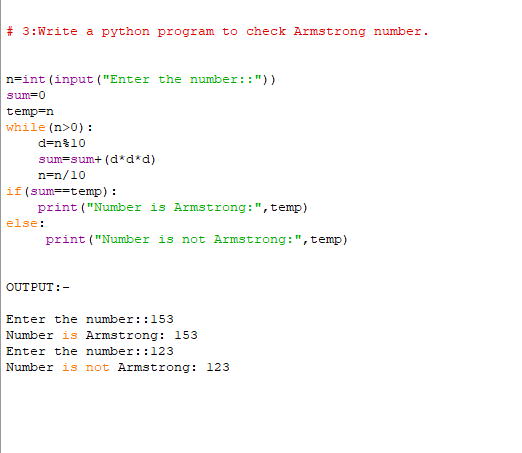 # 3:Write a python program to check Armstrong number.
n=int(input("Enter the number::"))
sum=0
temp=n
while(n>0):
    d=n%10
    sum=sum+(d*d*d)
    n=n/10
if(sum==temp):
    print("Number is Armstrong:",temp)
else:
     print("Number is not Armstrong:",temp)
OUTPUT:-
Enter the number::153
Number is Armstrong: 153
Enter the number::123
Number is not Armstrong: 123